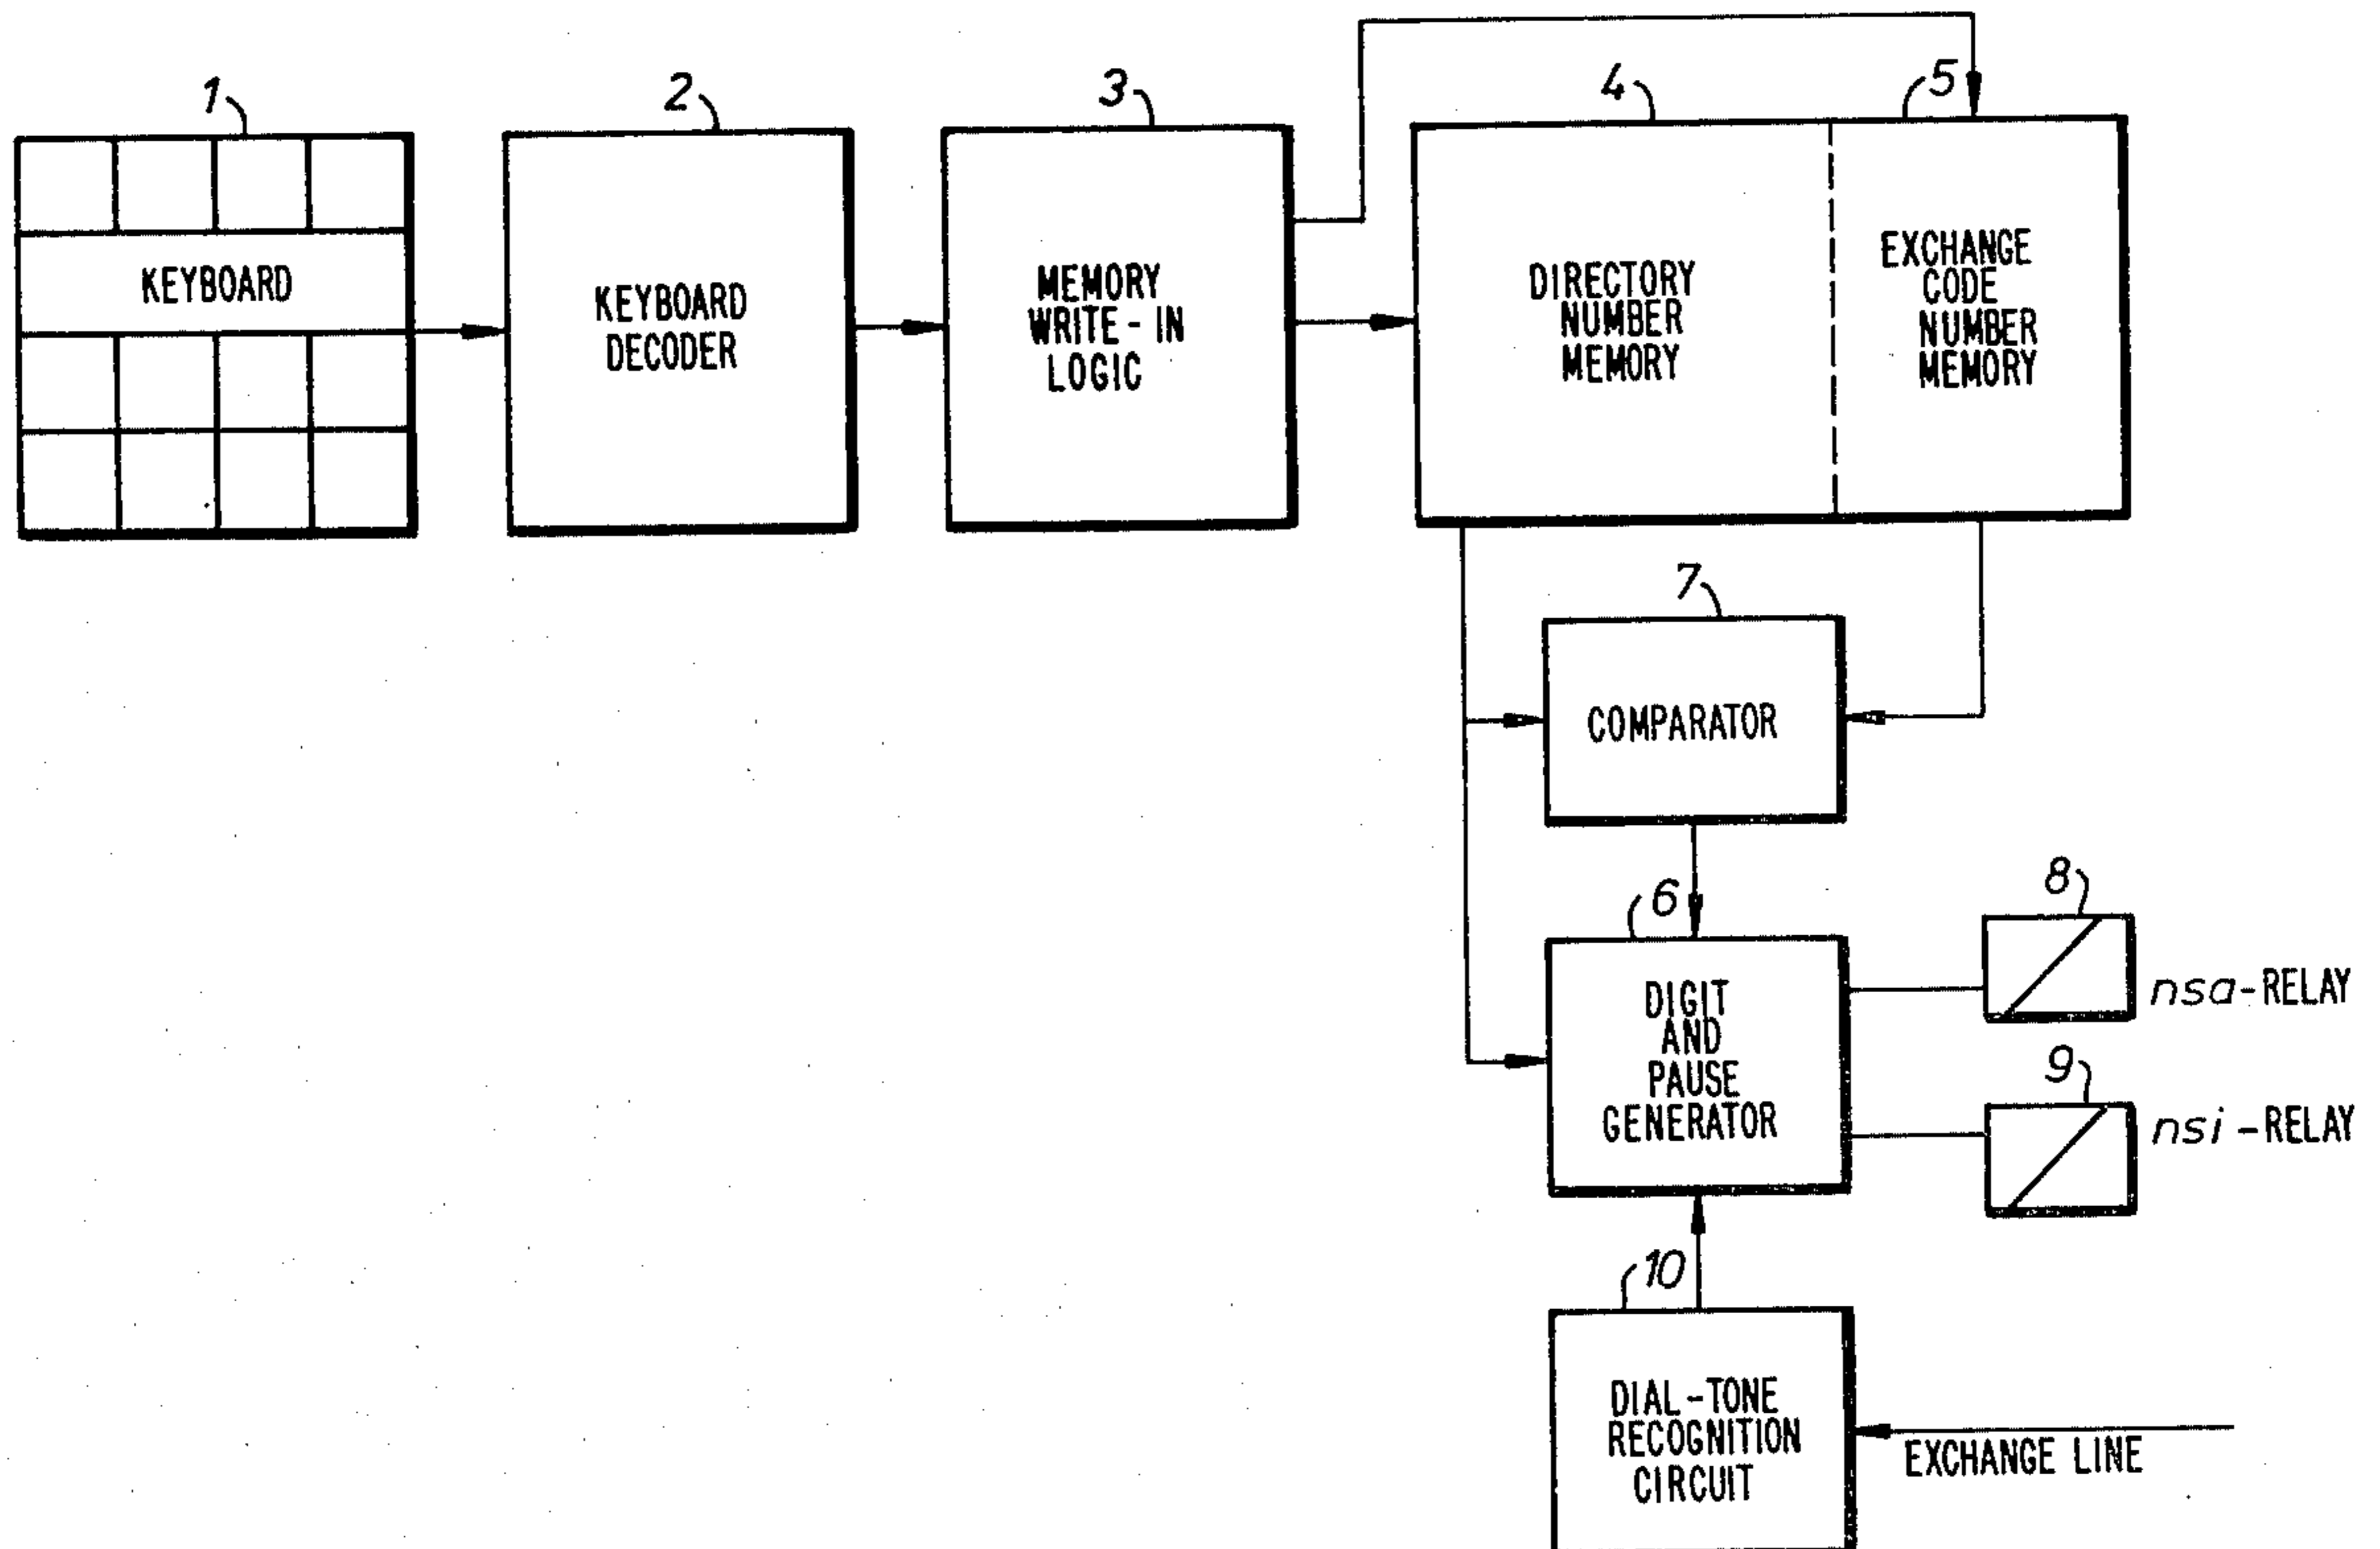 1
2
3
4
5
KEYBOARD
KEYBOARD
DECODER
MEMORY
WRITE-IN
LOGIC
DIRECTORY
NUMBER
MEMORY
EXCHANGE
CODE
NUMBER
MEMORY
7
COMPARATOR
6
DIGIT
AND
PAUSE
GENERATOR
8
nsa-RELAY
9
nsi-RELAY
10
DIAL-TONE
RECOGNITION
CIRCUIT
EXCHANGE LINE